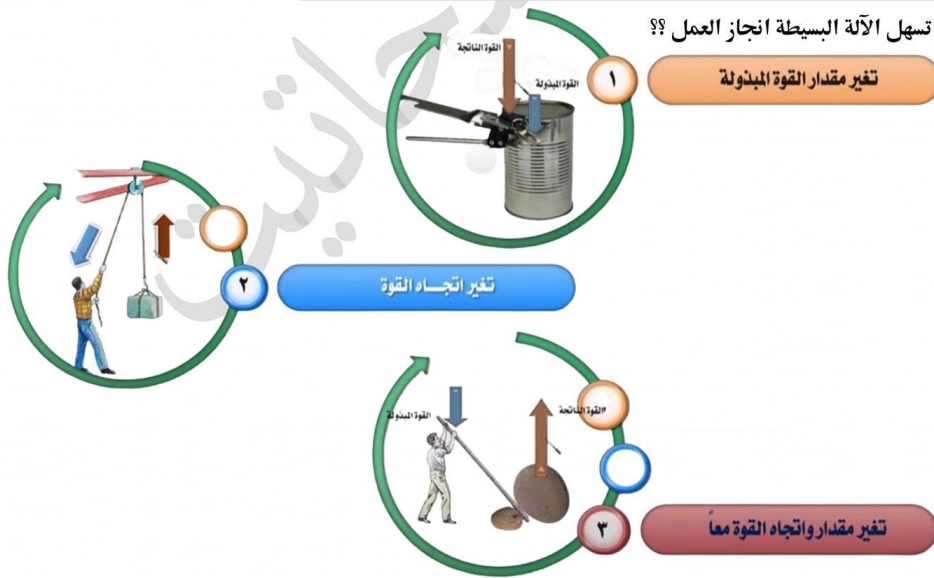 تسهل الآلة البسيطة انجاز العمل ؟؟
١
تغير مقدار القوة المبذولة
القوة الناتجة
القوة المبذولة
٢
تغير اتجـــاه القوة
القوة الناتجة
القوة المبذولة
٣
تغير مقدار واتجاه القوة معاً